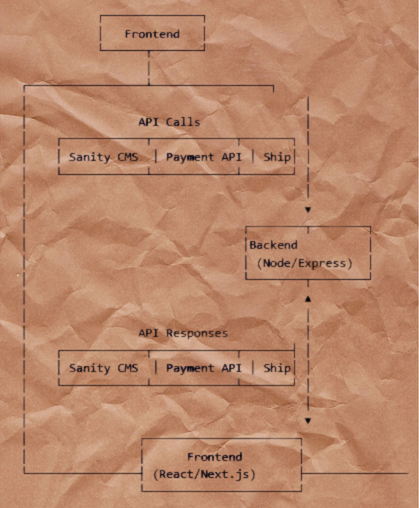 Frontend
API Calls
Sanity CMS | Payment API | Ship
Backend
(Node/Express)
API Responses
Sanity CMS | Payment API | Ship
Frontend
(React/Next.js)